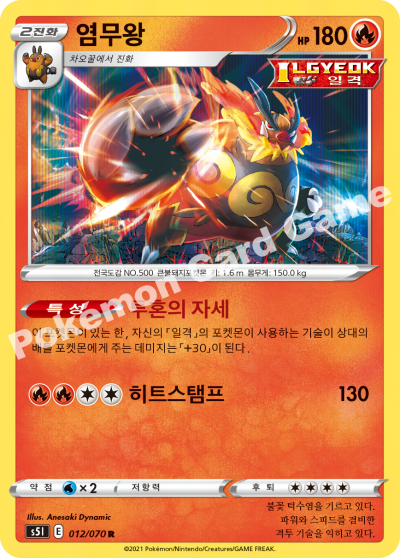 2진화
염무왕
HP 180
차오꿀에서 진화
ILGYEOK
일격
전국도감 NO.500 큰불돼지포켓몬 키: 1.6m 몸무게: 150.0kg
특성 투혼의 자세
이 포켓몬이 있는 한, 자신의 「일격」의 포켓몬이 사용하는 기술이 상대의
배틀 포켓몬에게 주는 데미지는 「+30」이 된다.
히트스탬프 130
약점 ×2 저항력 후퇴
Illus. Anesaki Dynamic
s5I E 012/070 R
불꽃 턱수염을 기르고 있다.
파워와 스피드를 겸비한
격투 기술을 익히고 있다.
©2021 Pokémon/Nintendo/Creatures/GAME FREAK.
Pokémon Card Game